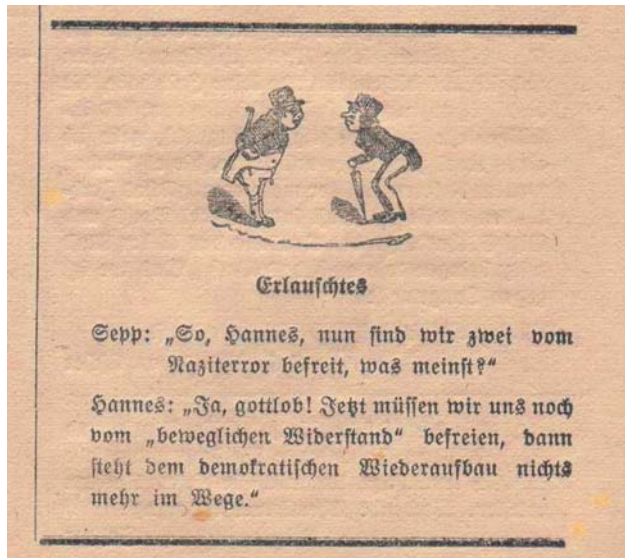 Erlauschtes
Sepp: „So, Hannes, nun sind wir zwei vom
Naziterror befreit, was meinst?“
Hannes: „Ja, gottlob! Jetzt müssen wir uns noch
vom „beweglichen Widerstand“ befreien, dann
steht dem demokratischen Wiederaufbau nichts
mehr im Wege.“